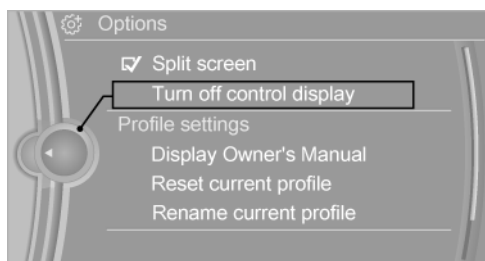 Options
Split screen
Turn off control display
Profile settings
Display Owner's Manual
Reset current profile
Rename current profile